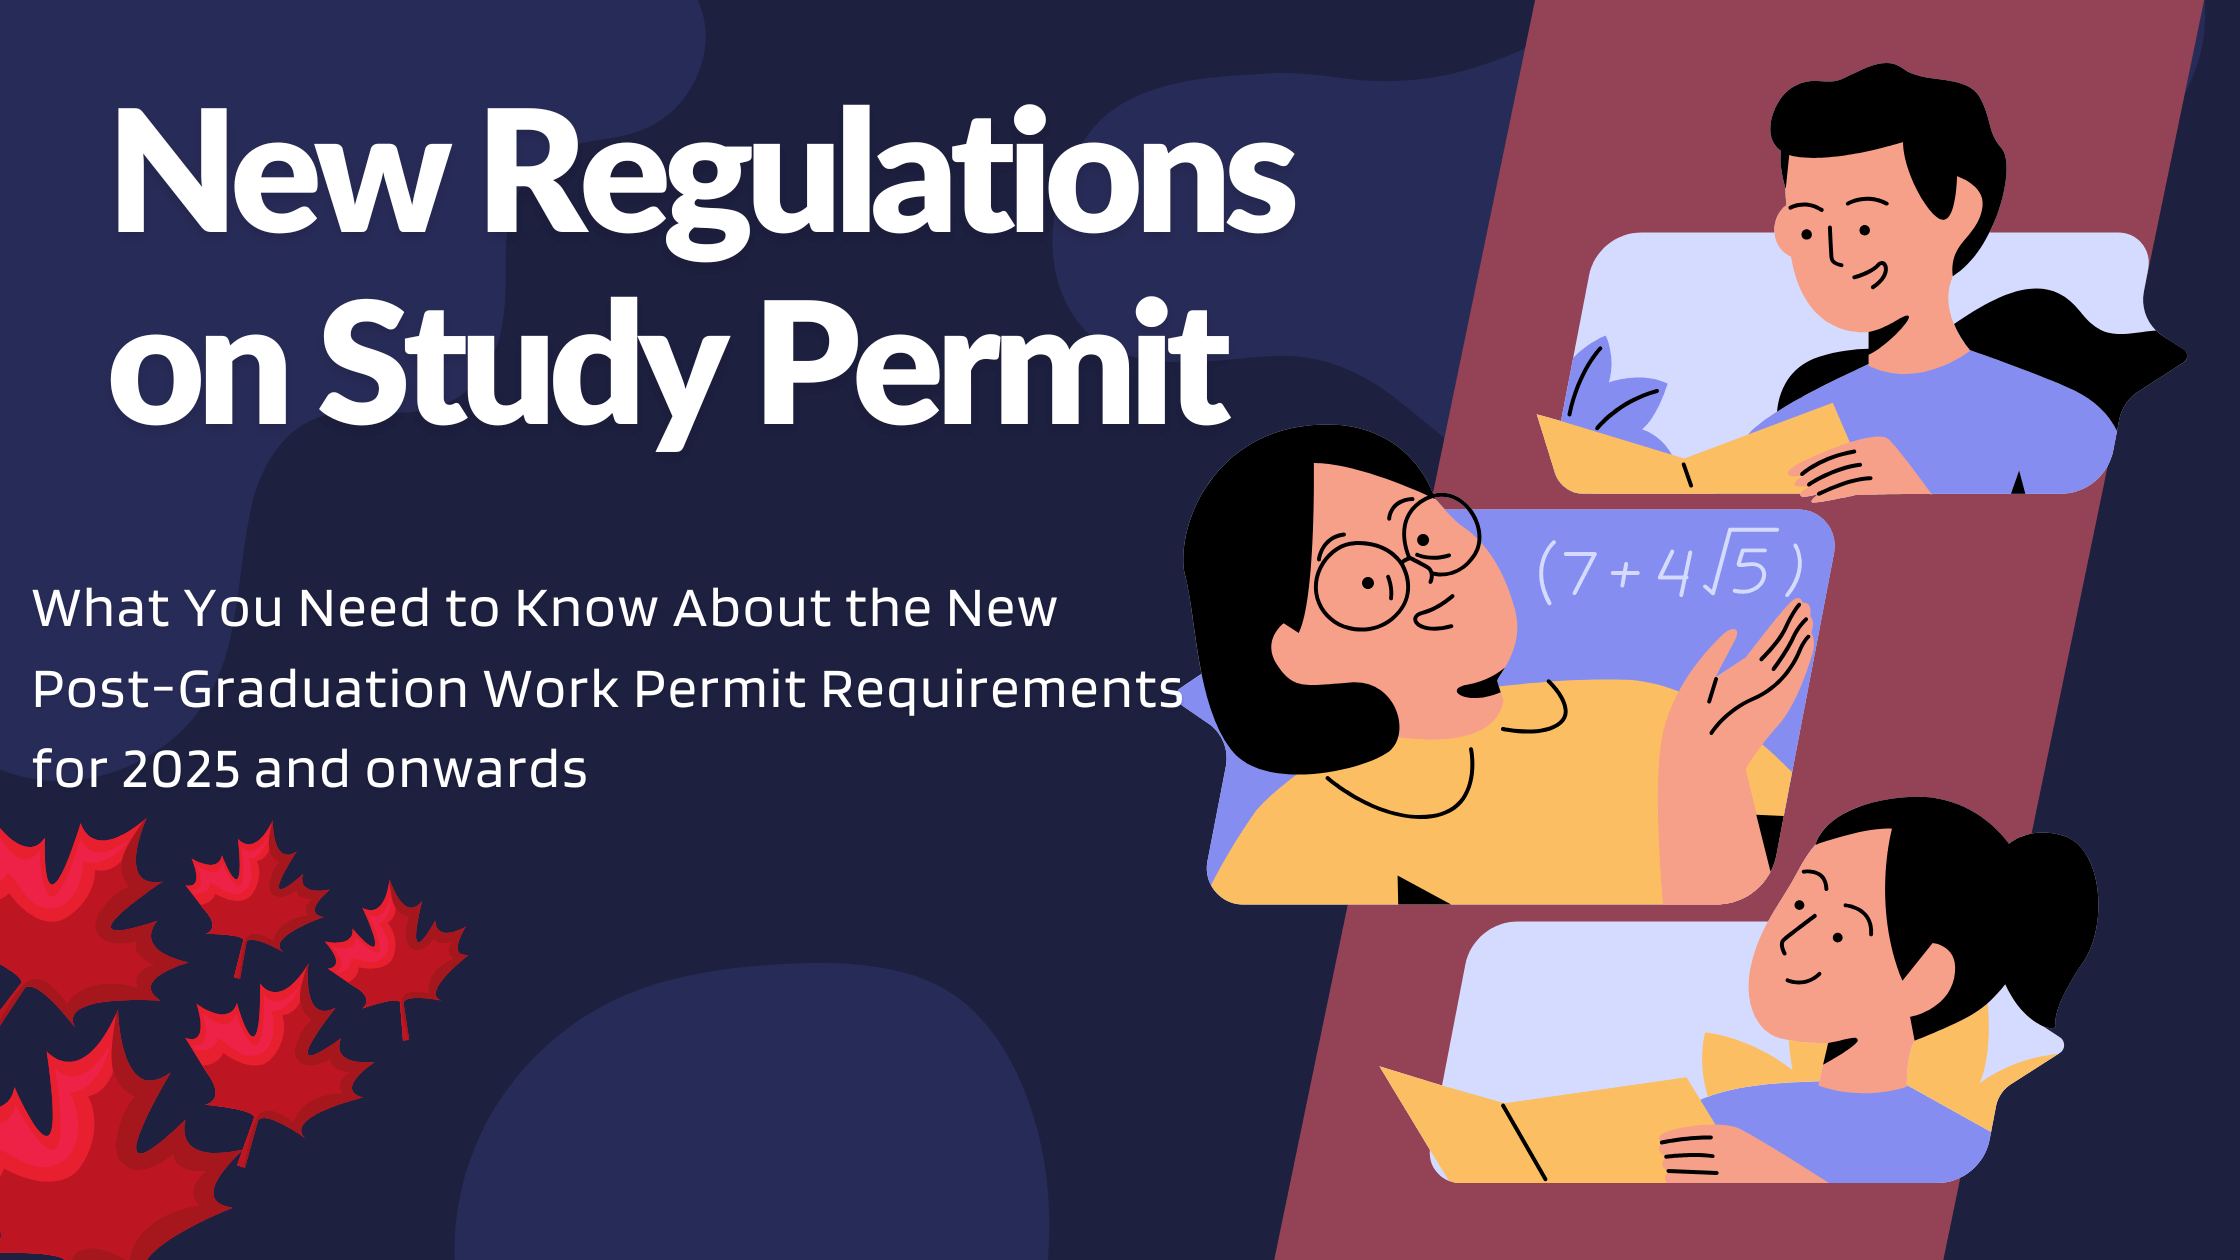 New Regulations
on Study Permit
What You Need to Know About the New
Post-Graduation Work Permit Requirements
for 2025 and onwards
(7+4√5)